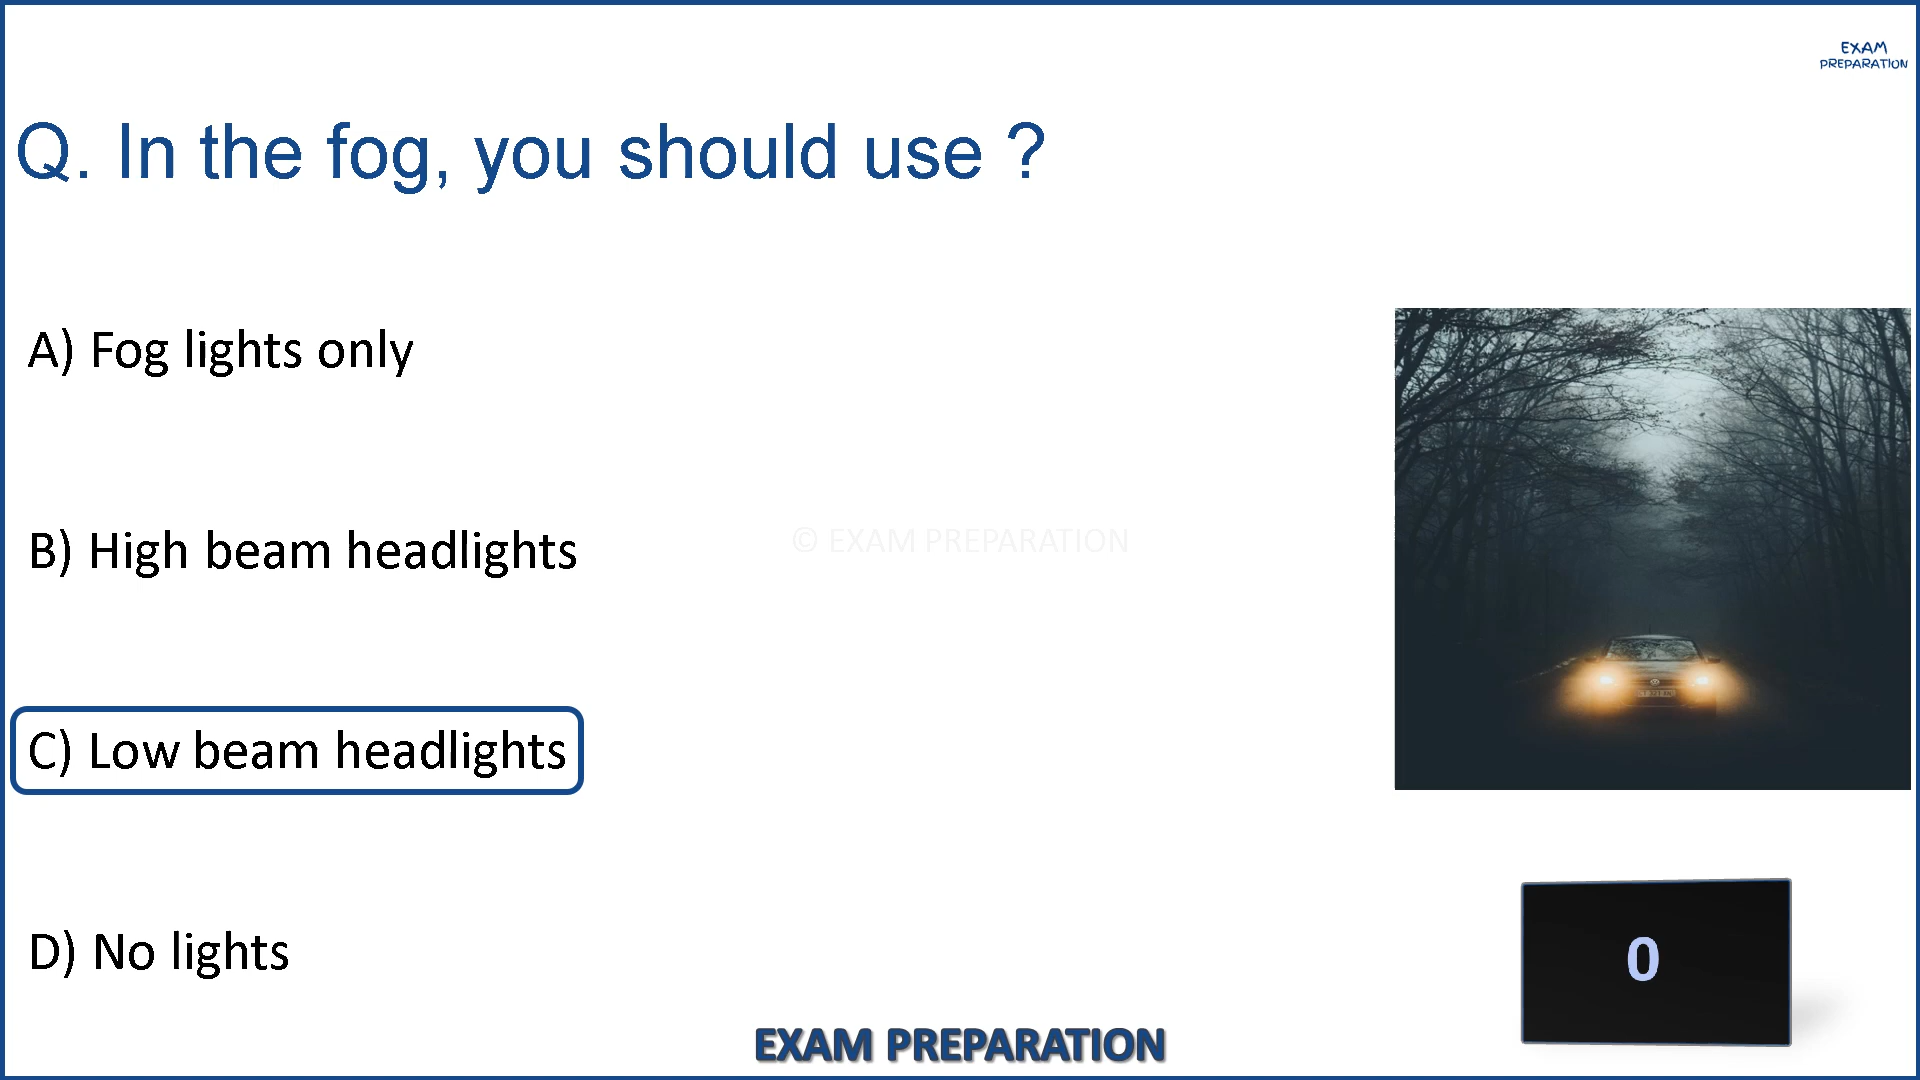 EXAM
PREPARATION
Q. In the fog, you should use ?
A) Fog lights only
B) High beam headlights
© EXAM PREPARATION
C) Low beam headlights
D) No lights
0
EXAM PREPARATION